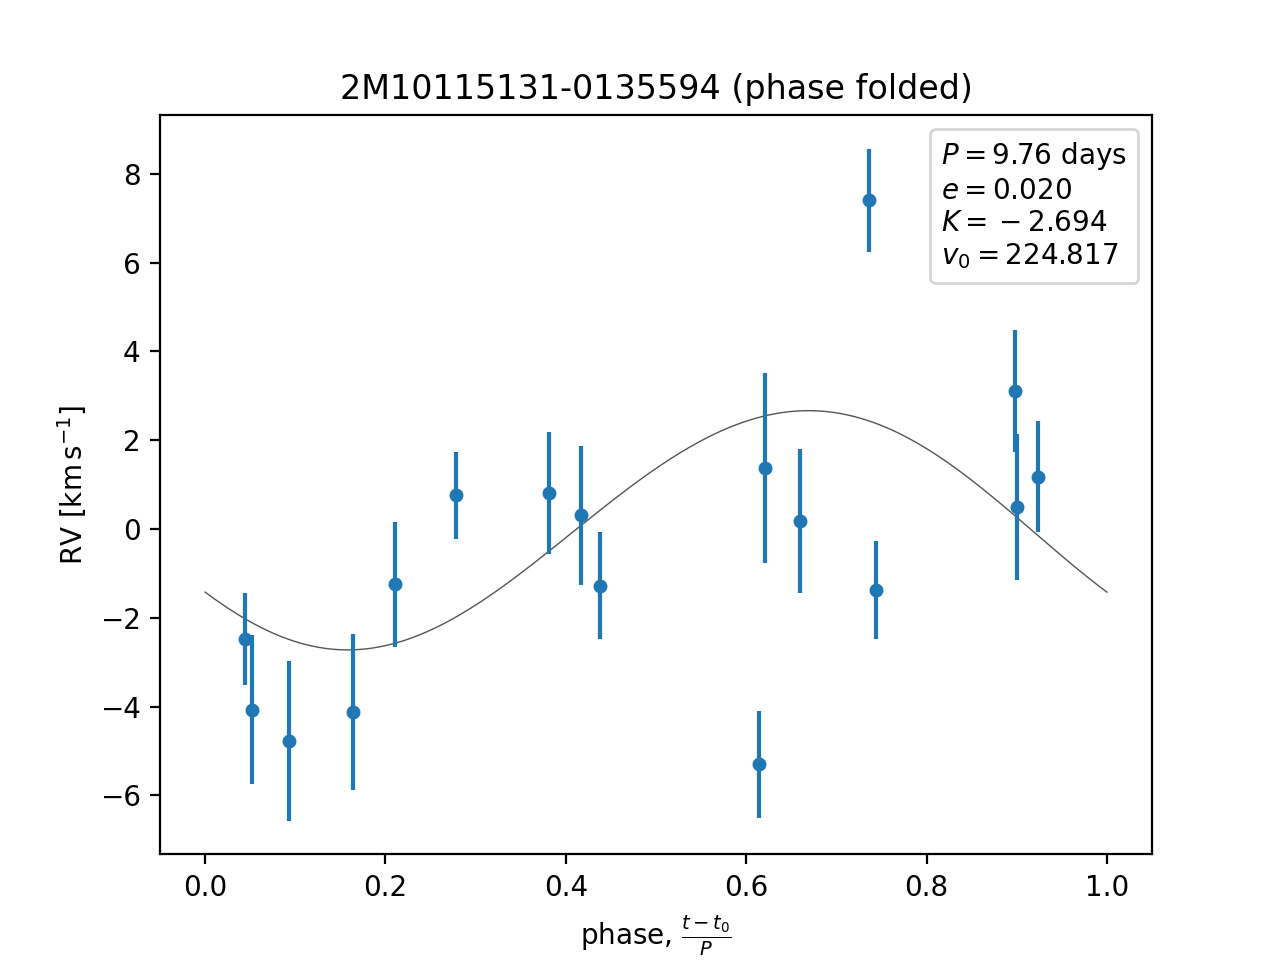 2M10115131-0135594 (phase folded)
P = 9.76 days
e = 0.020
K = −2.694
v₀ = 224.817
RV [km s⁻¹]
8
6
4
2
0
−2
−4
−6
0.0 0.2 0.4 0.6 0.8 1.0
phase, (t − t₀)/P